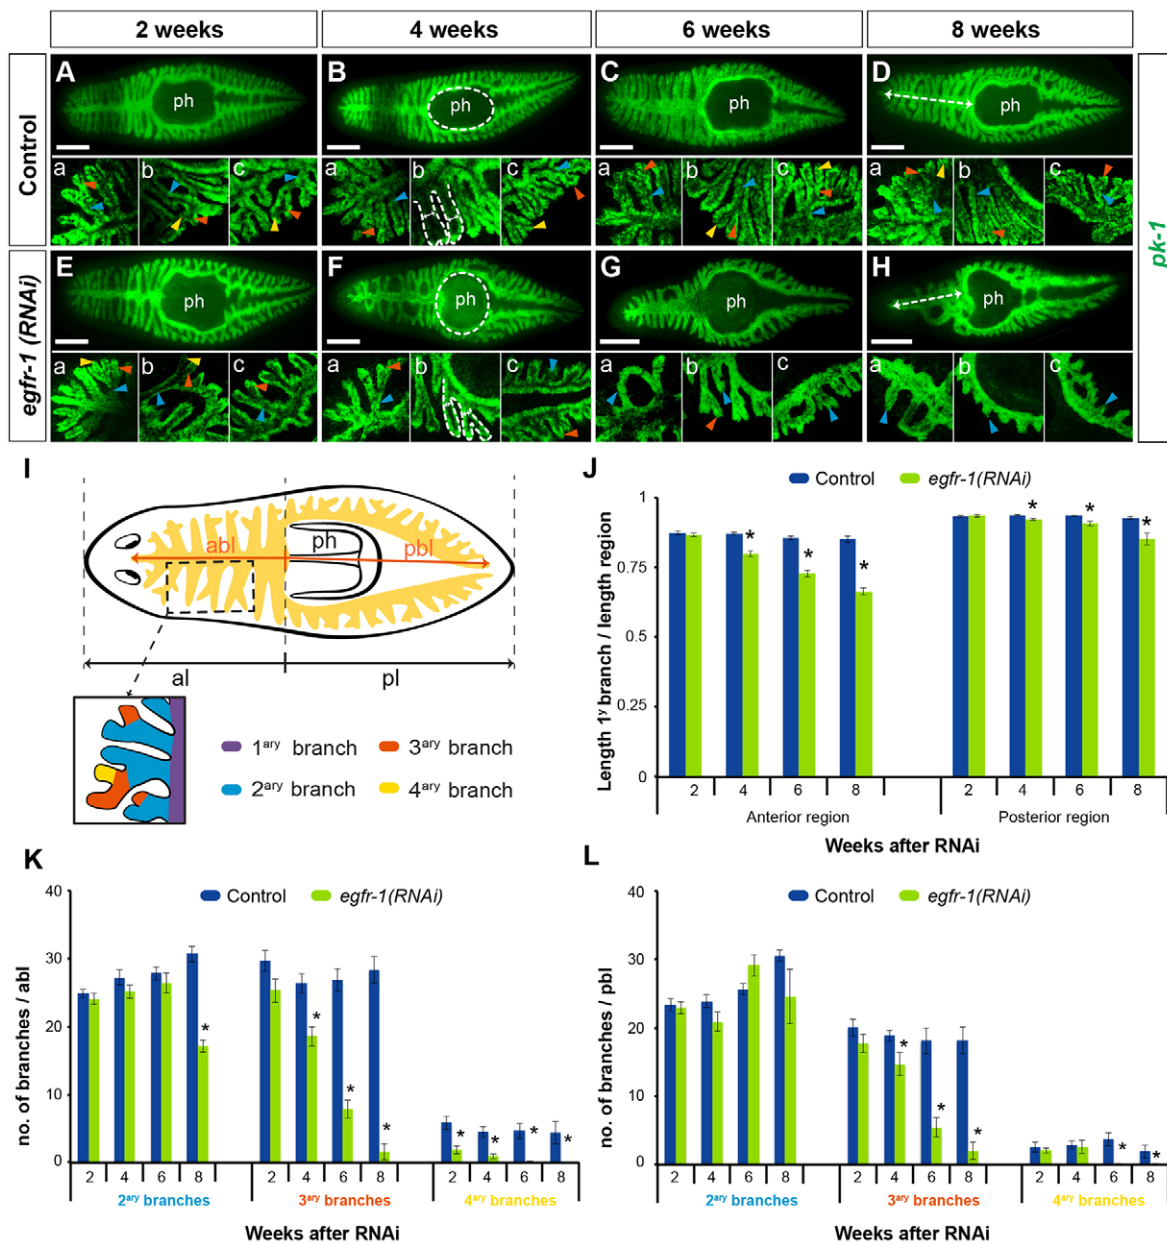 2 weeks 4 weeks 6 weeks 8 weeks
Control
A ph B ph C ph D ph
a b c a b c a b c a b c
egfr-1 (RNAi)
E ph F ph G ph H ph
a b c a b c a b c a b c
pk-1
I
abl ph pbl
al pl
1ary branch 3ary branch
2ary branch 4ary branch
J
Control egfr-1(RNAi)
Length 1y branch / length region
1
0.75
0.5
0.25
0
* * * * * *
2 4 6 8 2 4 6 8
Anterior region Posterior region
Weeks after RNAi
K
Control egfr-1(RNAi)
no. of branches / abl
40
30
20
10
0
* * * * * * * *
2 4 6 8 2 4 6 8 2 4 6 8
2ary branches 3ary branches 4ary branches
Weeks after RNAi
L
Control egfr-1(RNAi)
no. of branches / pbl
40
30
20
10
0
* * * * *
2 4 6 8 2 4 6 8 2 4 6 8
2ary branches 3ary branches 4ary branches
Weeks after RNAi